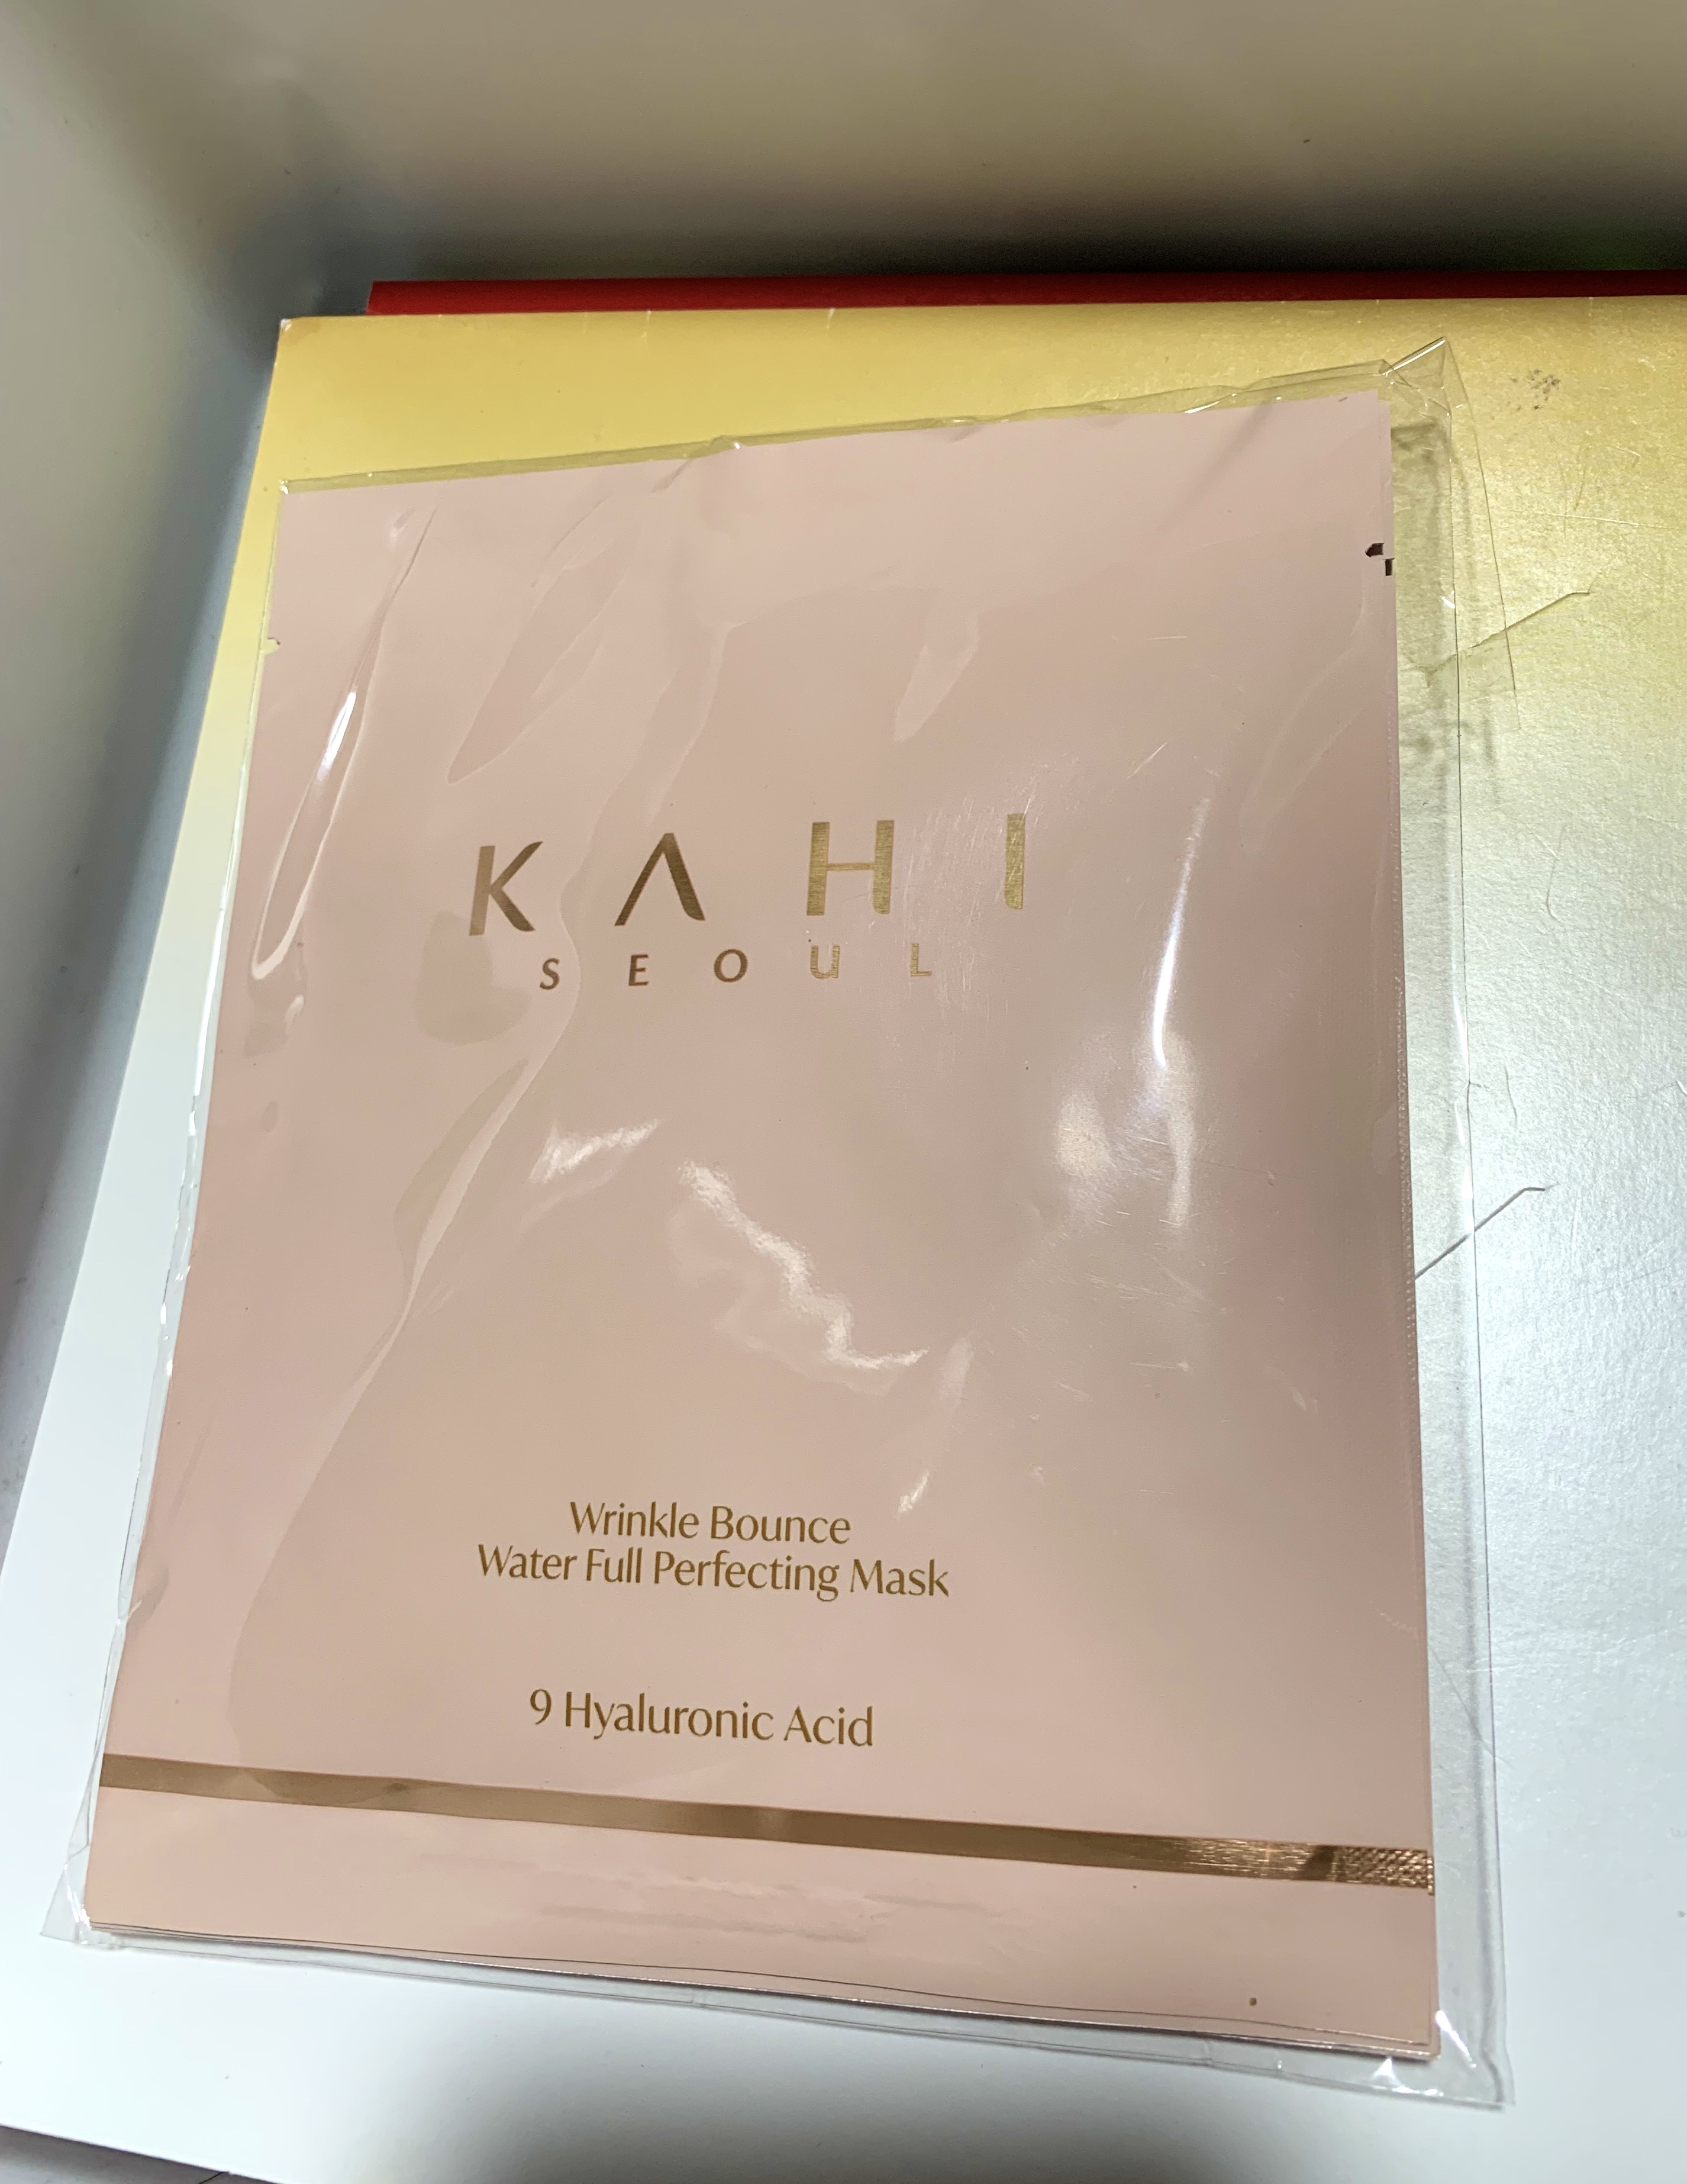 KAHI
SEOUL
Wrinkle Bounce
Water Full Perfecting Mask
9 Hyaluronic Acid